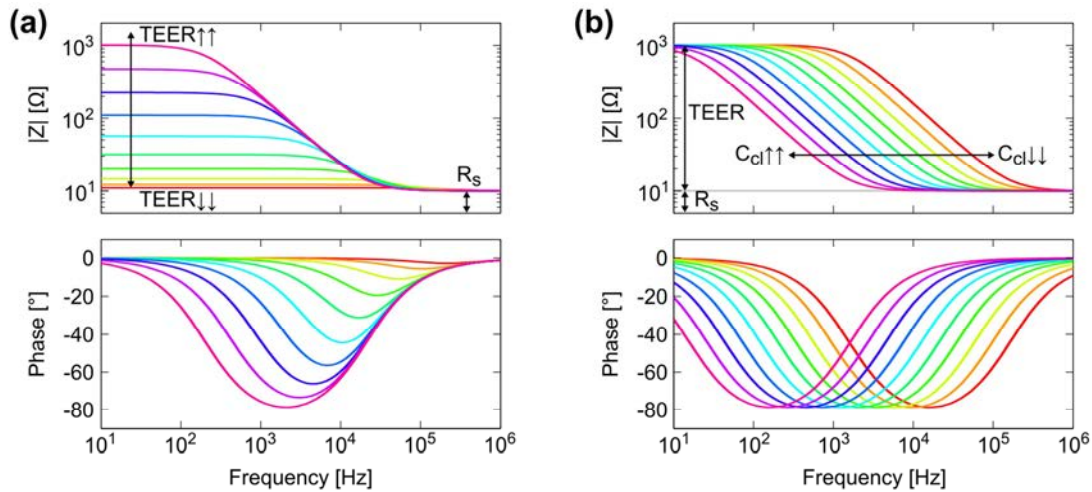 (a)
TEER↑↑
10³
|Z| [Ω]
10²
10¹
TEER↓↓
Rₛ
0
-20
-40
-60
-80
Phase [°]
10¹ 10² 10³ 10⁴ 10⁵ 10⁶
Frequency [Hz]
(b)
10³
|Z| [Ω]
10²
10¹
TEER
C_cl↑↑
C_cl↓↓
Rₛ
0
-20
-40
-60
-80
Phase [°]
10¹ 10² 10³ 10⁴ 10⁵ 10⁶
Frequency [Hz]